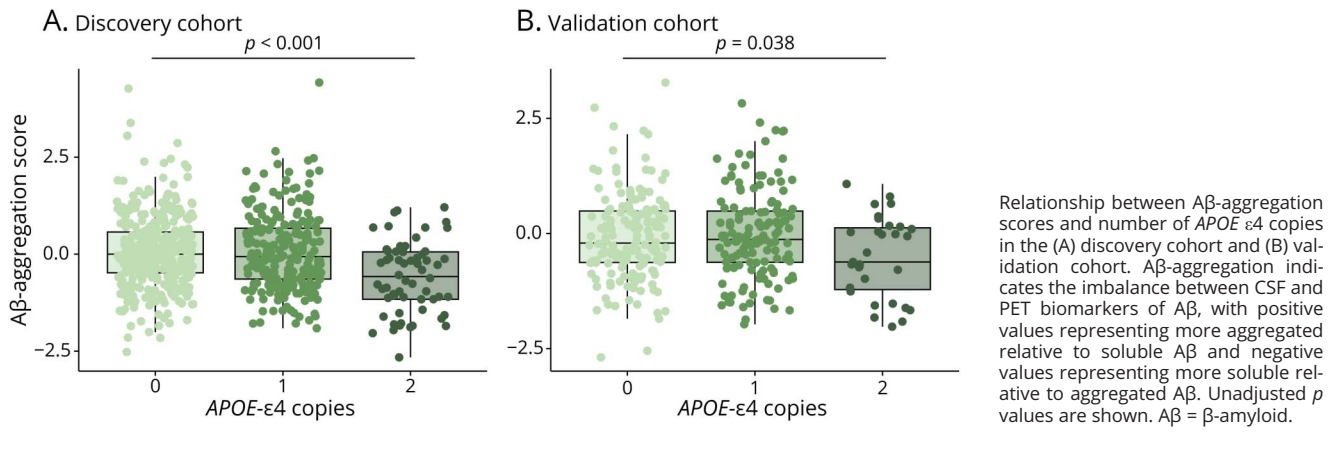 A. Discovery cohort
p < 0.001
Aβ-aggregation score
2.5
0.0
−2.5
0 1 2
APOE-ε4 copies
B. Validation cohort
p = 0.038
2.5
0.0
−2.5
0 1 2
APOE-ε4 copies
Relationship between Aβ-aggregation
scores and number of APOE ε4 copies
in the (A) discovery cohort and (B) val-
idation cohort. Aβ-aggregation indi-
cates the imbalance between CSF and
PET biomarkers of Aβ, with positive
values representing more aggregated
relative to soluble Aβ and negative
values representing more soluble rel-
ative to aggregated Aβ. Unadjusted p
values are shown. Aβ = β-amyloid.